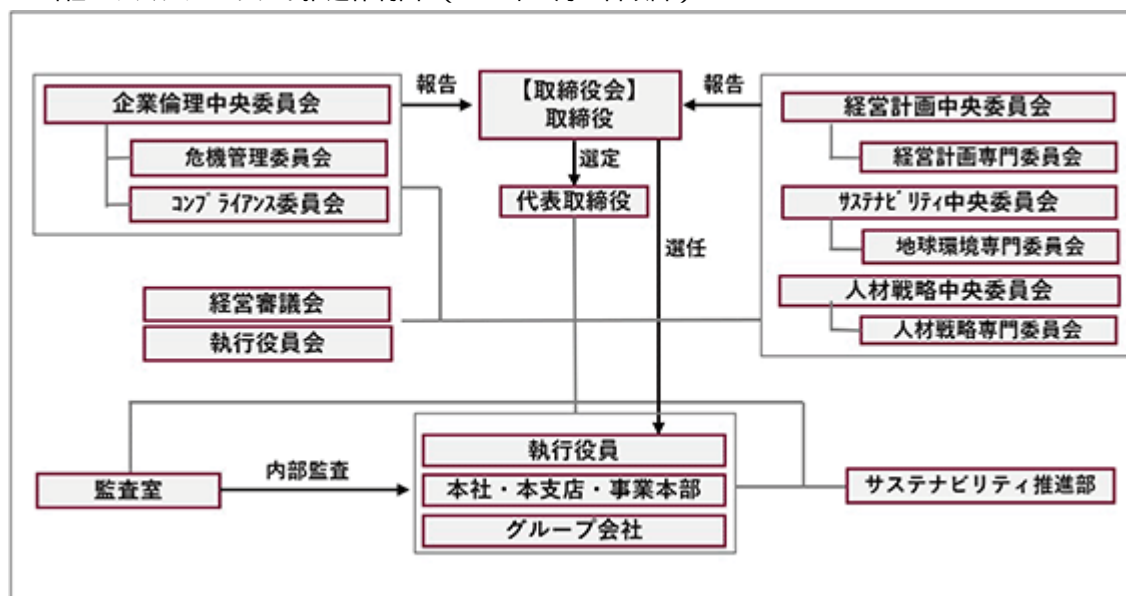 報告
【取締役会】
取締役
報告
企業倫理中央委員会
危機管理委員会
コンプライアンス委員会
経営計画中央委員会
経営計画専門委員会
サステナビリティ中央委員会
地球環境専門委員会
人材戦略中央委員会
人材戦略専門委員会
選定
代表取締役
選任
経営審議会
執行役員会
執行役員
監査室
内部監査
本社・本支店・事業本部
グループ会社
サステナビリティ推進部